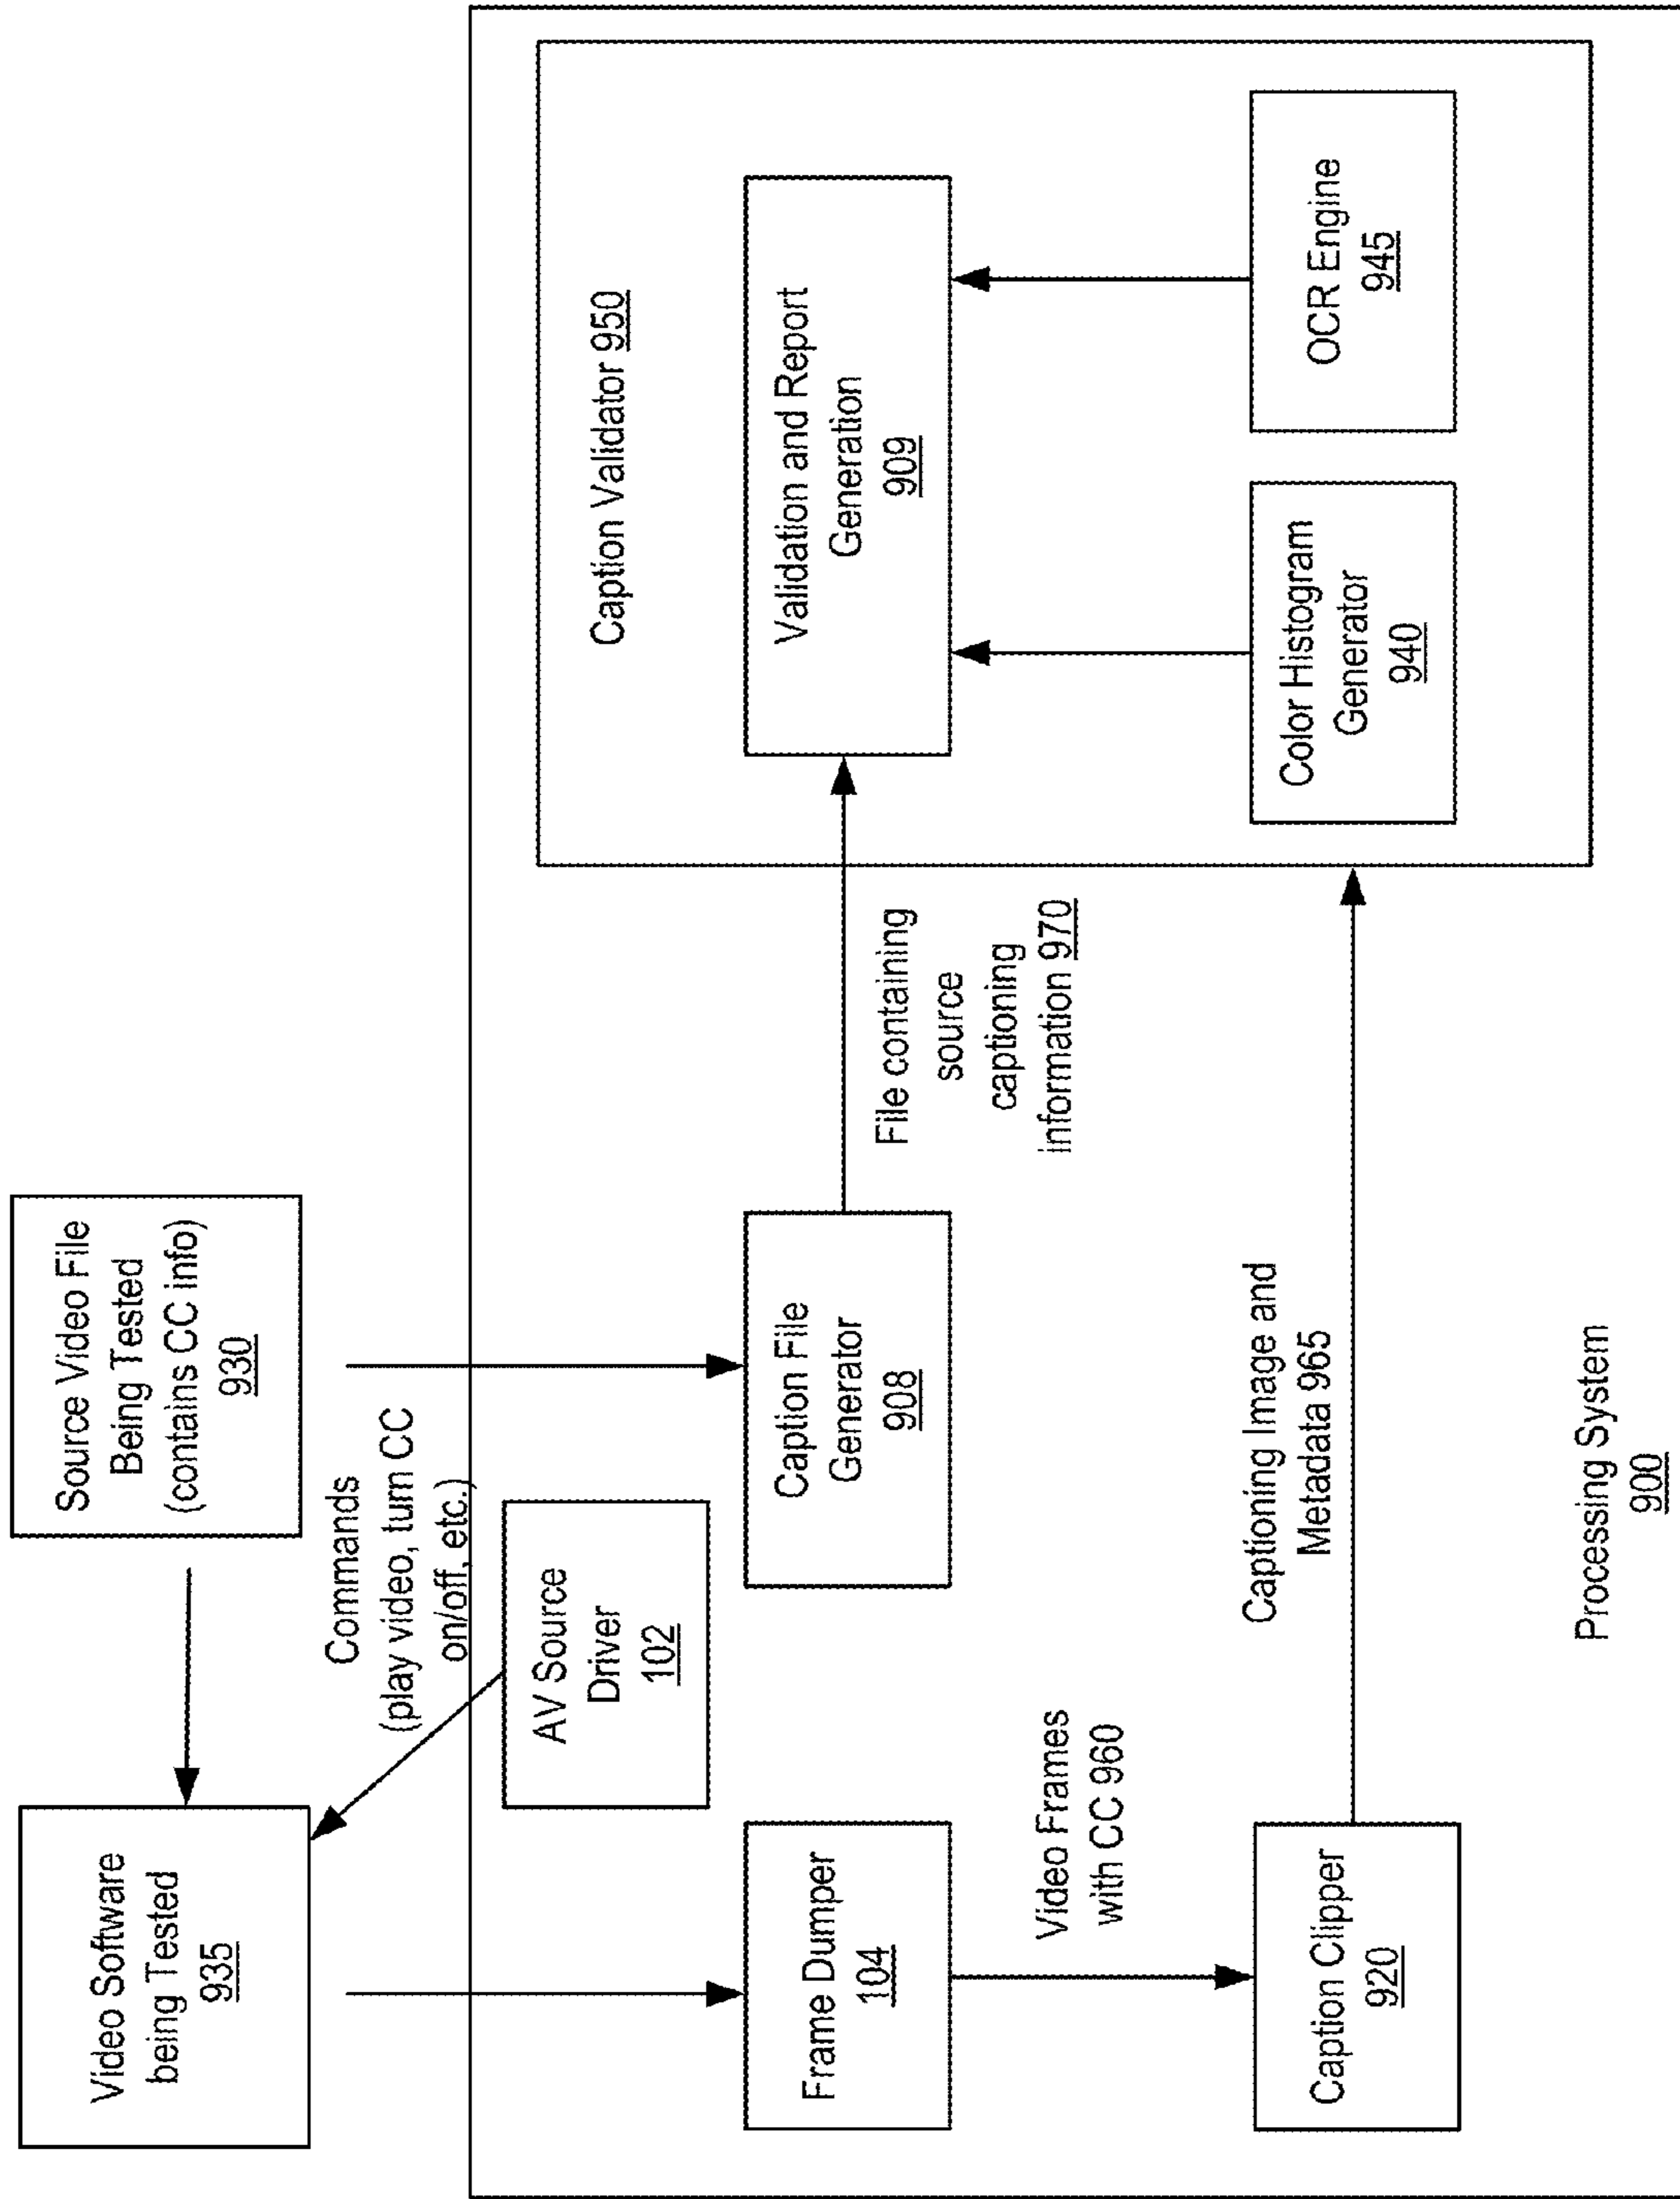 Video Software
being Tested
935
Source Video File
Being Tested
(contains CC info)
930
Commands
(play video, turn CC
on/off, etc.)
AV Source
Driver
102
Frame Dumper
104
Caption File
Generator
908
Caption Validator 950
Validation and Report
Generation
909
File containing
source
captioning
information 970
Video Frames
with CC 960
Caption Clipper
920
Captioning Image and
Metadata 965
Color Histogram
Generator
940
OCR Engine
945
Processing System
900